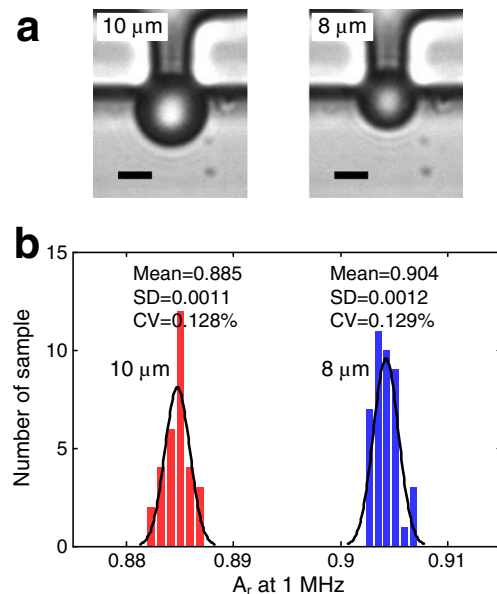 a
10 μm
8 μm
b
15
10
5
0
Number of sample
Mean=0.885
SD=0.0011
CV=0.128%
10 μm
Mean=0.904
SD=0.0012
CV=0.129%
8 μm
0.88
0.89
0.9
0.91
Ar at 1 MHz